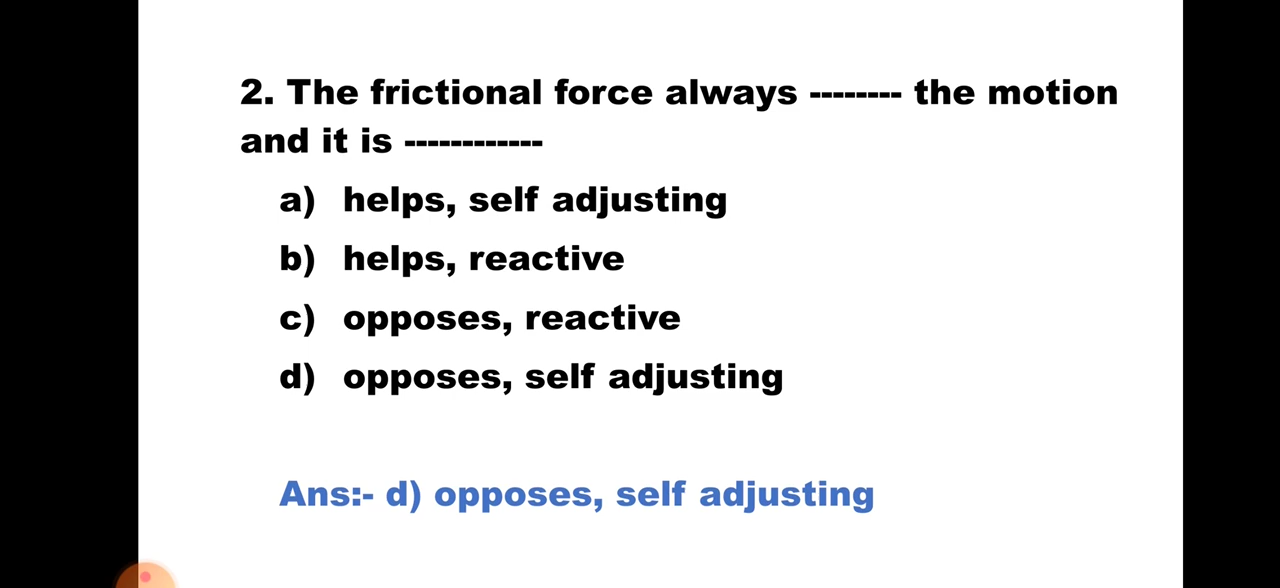 2. The frictional force always -------- the motion
and it is ------------
a) helps, self adjusting
b) helps, reactive
c) opposes, reactive
d) opposes, self adjusting
Ans:- d) opposes, self adjusting